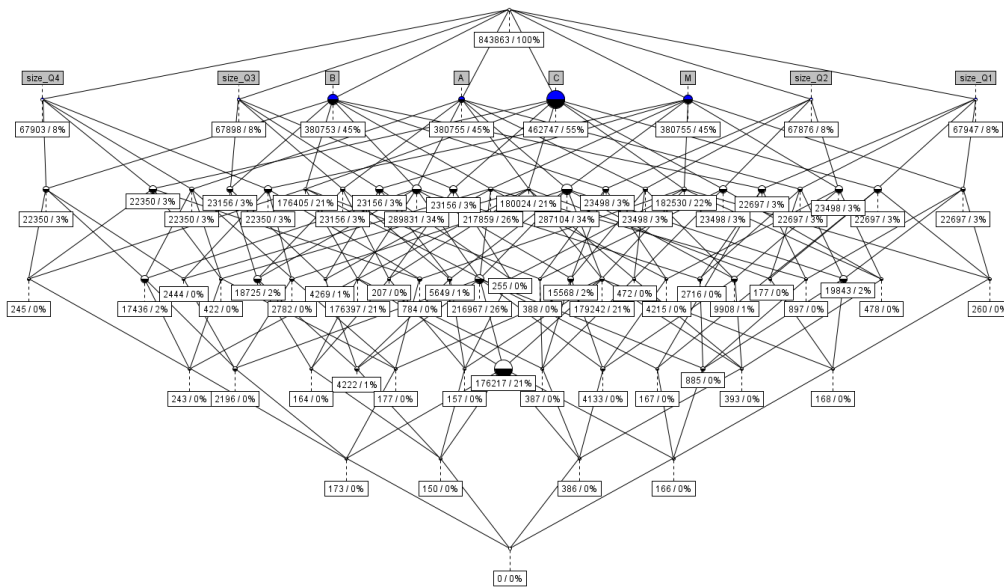 843863 / 100%
size_Q4
size_Q3
B
A
C
M
size_Q2
size_Q1
67903 / 8%
67898 / 8%
380753 / 45%
380755 / 45%
462747 / 55%
380755 / 45%
67876 / 8%
67947 / 8%
22350 / 3%
22350 / 3%
22350 / 3%
23156 / 3%
22350 / 3%
176405 / 21%
23156 / 3%
23156 / 3%
289831 / 34%
23156 / 3%
217859 / 26%
180024 / 21%
287104 / 34%
23498 / 3%
23498 / 3%
182530 / 22%
23498 / 3%
22697 / 3%
22697 / 3%
23498 / 3%
22697 / 3%
22697 / 3%
245 / 0%
17436 / 2%
2444 / 0%
422 / 0%
18725 / 2%
2782 / 0%
4269 / 1%
176397 / 21%
207 / 0%
784 / 0%
5649 / 1%
216967 / 26%
255 / 0%
388 / 0%
15568 / 2%
179242 / 21%
472 / 0%
4215 / 0%
2716 / 0%
9908 / 1%
177 / 0%
897 / 0%
19843 / 2%
478 / 0%
260 / 0%
243 / 0%
2196 / 0%
164 / 0%
4222 / 1%
177 / 0%
157 / 0%
176217 / 21%
387 / 0%
4133 / 0%
167 / 0%
885 / 0%
393 / 0%
168 / 0%
173 / 0%
150 / 0%
386 / 0%
166 / 0%
0 / 0%